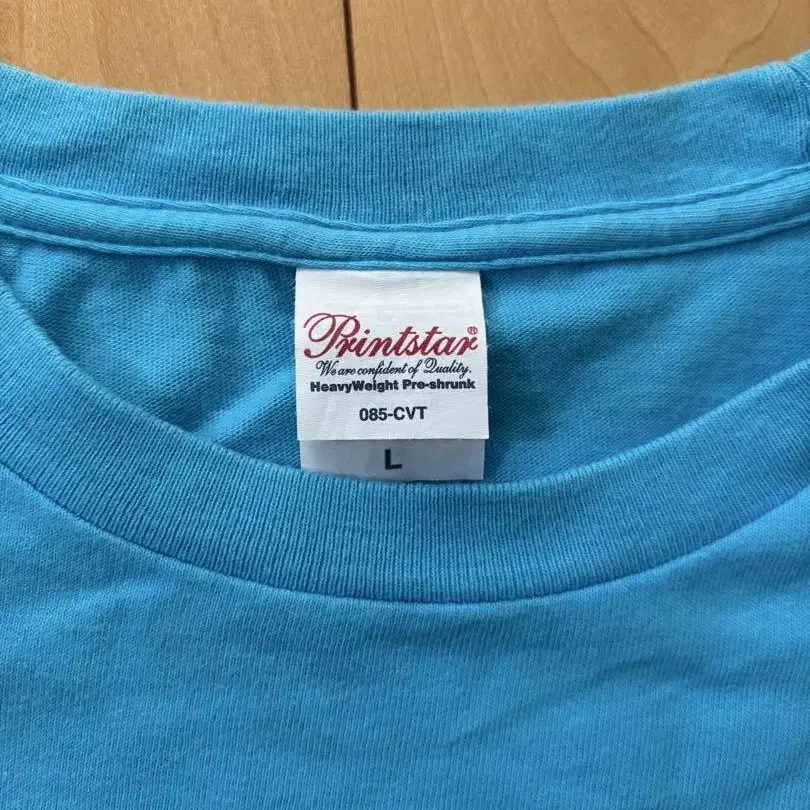 Printstar®
We are confident of Quality.
HeavyWeight Pre-shrunk
085-CVT
L